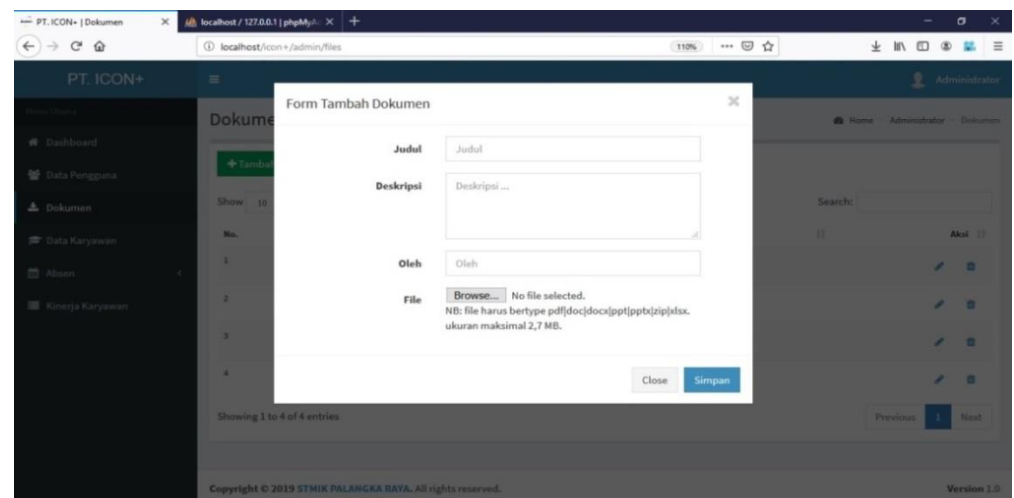 PT. ICON+ | Dokumen
localhost / 127.0.0.1 | phpMyA
localhost/icon+/admin/files
110%
PT. ICON+
Administrator
Menu Utama
Dashboard
Data Pengguna
Dokumen
Data Karyawan
Absen
Kinerja Karyawan
Dokume
Home
Administrator
Dokumen
+Tambah
Show 10
Search:
No.
Aksi
1
2
3
4
Form Tambah Dokumen
Judul
Judul
Deskripsi
Deskripsi ...
Oleh
Oleh
File
Browse... No file selected.
NB: file harus bertype pdf|doc|docx|ppt|pptx|zip|xlsx.
ukuran maksimal 2,7 MB.
Close
Simpan
Showing 1 to 4 of 4 entries
Previous 1 Next
Copyright © 2019 STMIK PALANGKA RAYA. All rights reserved.
Version 1.0